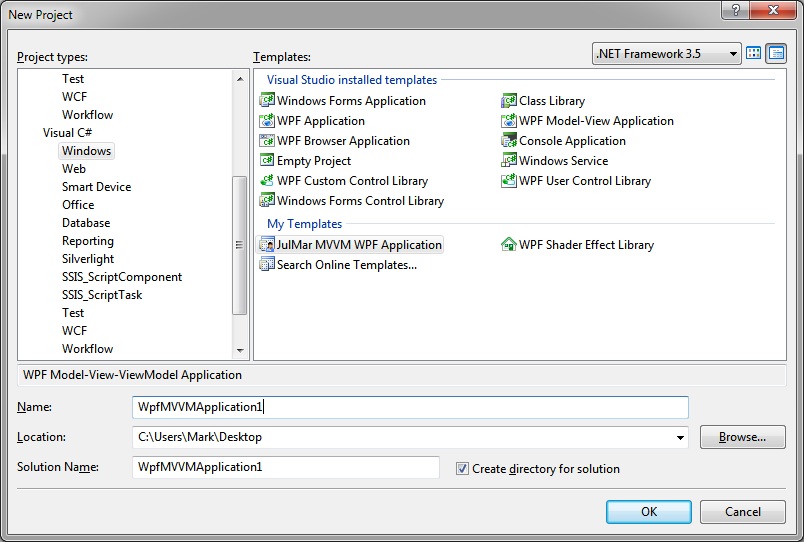 New Project
Project types:
Templates:
.NET Framework 3.5
Test
WCF
Workflow
Visual C#
Windows
Web
Smart Device
Office
Database
Reporting
Silverlight
SSIS_ScriptComponent
SSIS_ScriptTask
Test
WCF
Workflow
Visual Studio installed templates
Windows Forms Application
Class Library
WPF Application
WPF Model-View Application
WPF Browser Application
Console Application
Empty Project
Windows Service
WPF Custom Control Library
WPF User Control Library
Windows Forms Control Library
My Templates
JulMar MVVM WPF Application
WPF Shader Effect Library
Search Online Templates...
WPF Model-View-ViewModel Application
Name:
WpfMVVMApplication1
Location:
C:\Users\Mark\Desktop
Browse...
Solution Name:
WpfMVVMApplication1
Create directory for solution
OK
Cancel